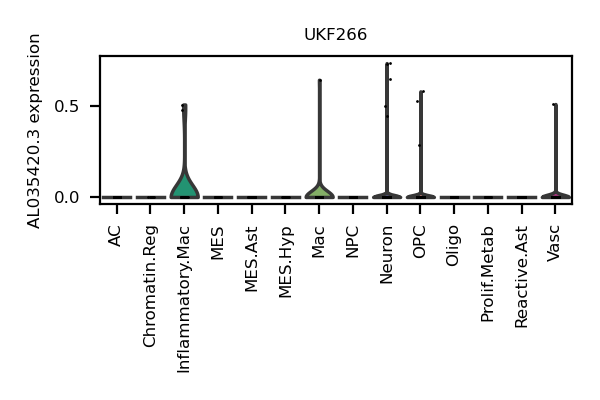 UKF266
AL035420.3 expression
0.5
0.0
AC
Chromatin.Reg
Inflammatory.Mac
MES
MES.Ast
MES.Hyp
Mac
NPC
Neuron
OPC
Oligo
Prolif.Metab
Reactive.Ast
Vasc